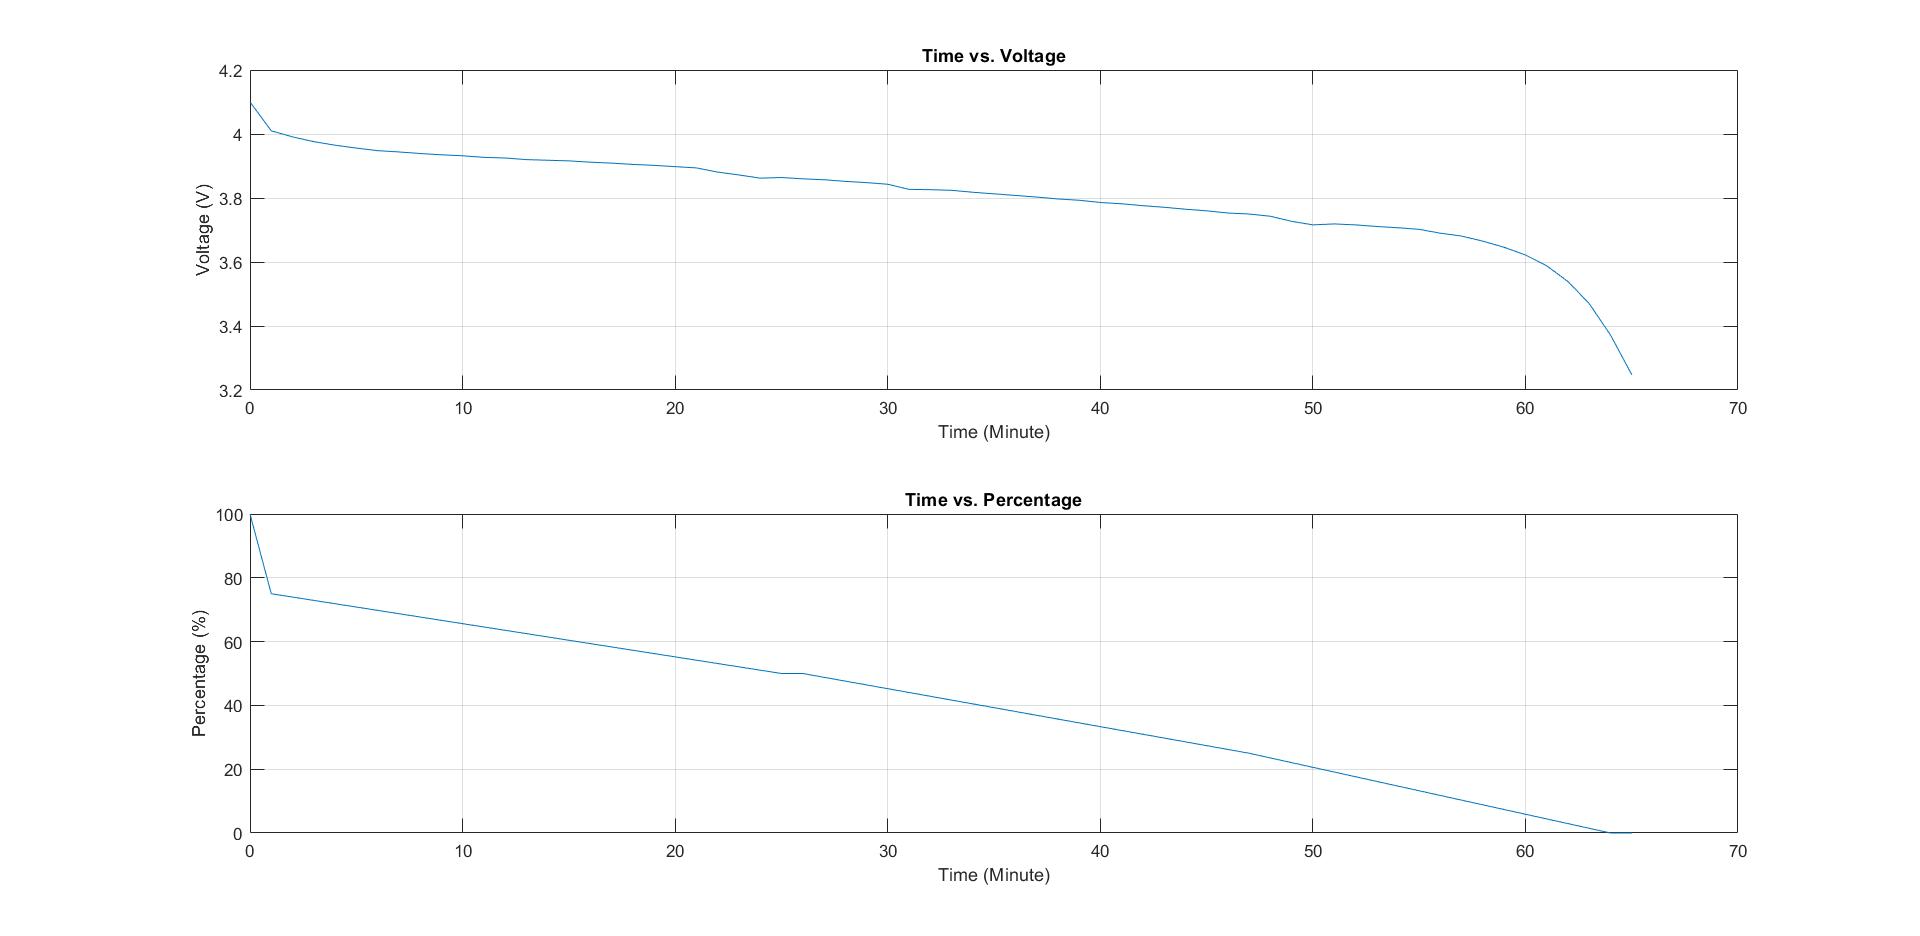 Time vs. Voltage
4.2
4
3.8
3.6
3.4
3.2
Voltage (V)
0 10 20 30 40 50 60 70
Time (Minute)
Time vs. Percentage
100
80
60
40
20
0
Percentage (%)
0 10 20 30 40 50 60 70
Time (Minute)